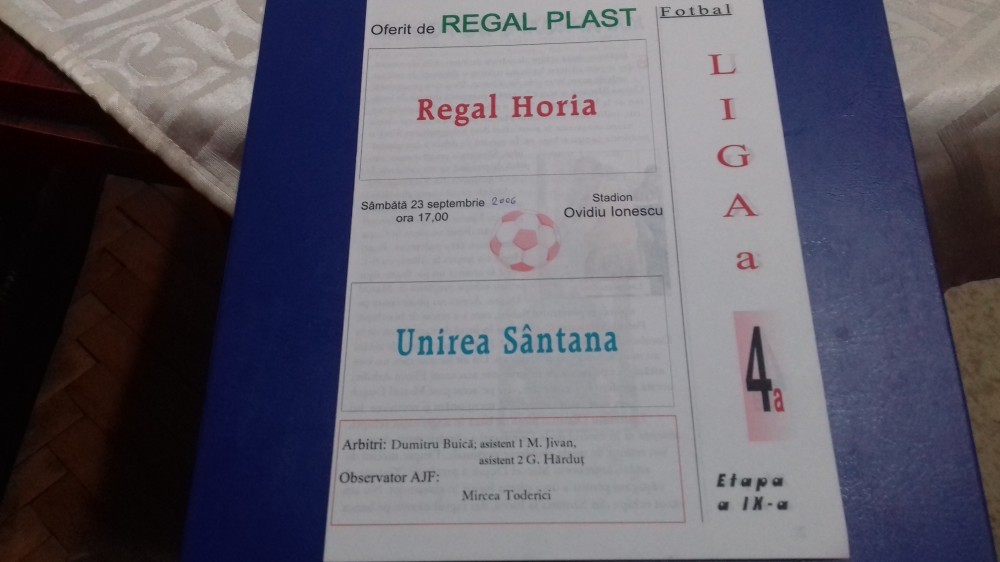 Oferit de REGAL PLAST
Fotbal
Regal Horia
Sâmbătă 23 septembrie 2006
ora 17,00
Stadion
Ovidiu Ionescu
Unirea Sântana
Arbitri: Dumitru Buică; asistent 1 M. Jivan,
asistent 2 G. Hărduț
Observator AJF:
Mircea Toderici
L
I
G
A
a
4a
Etapa
a IX-a